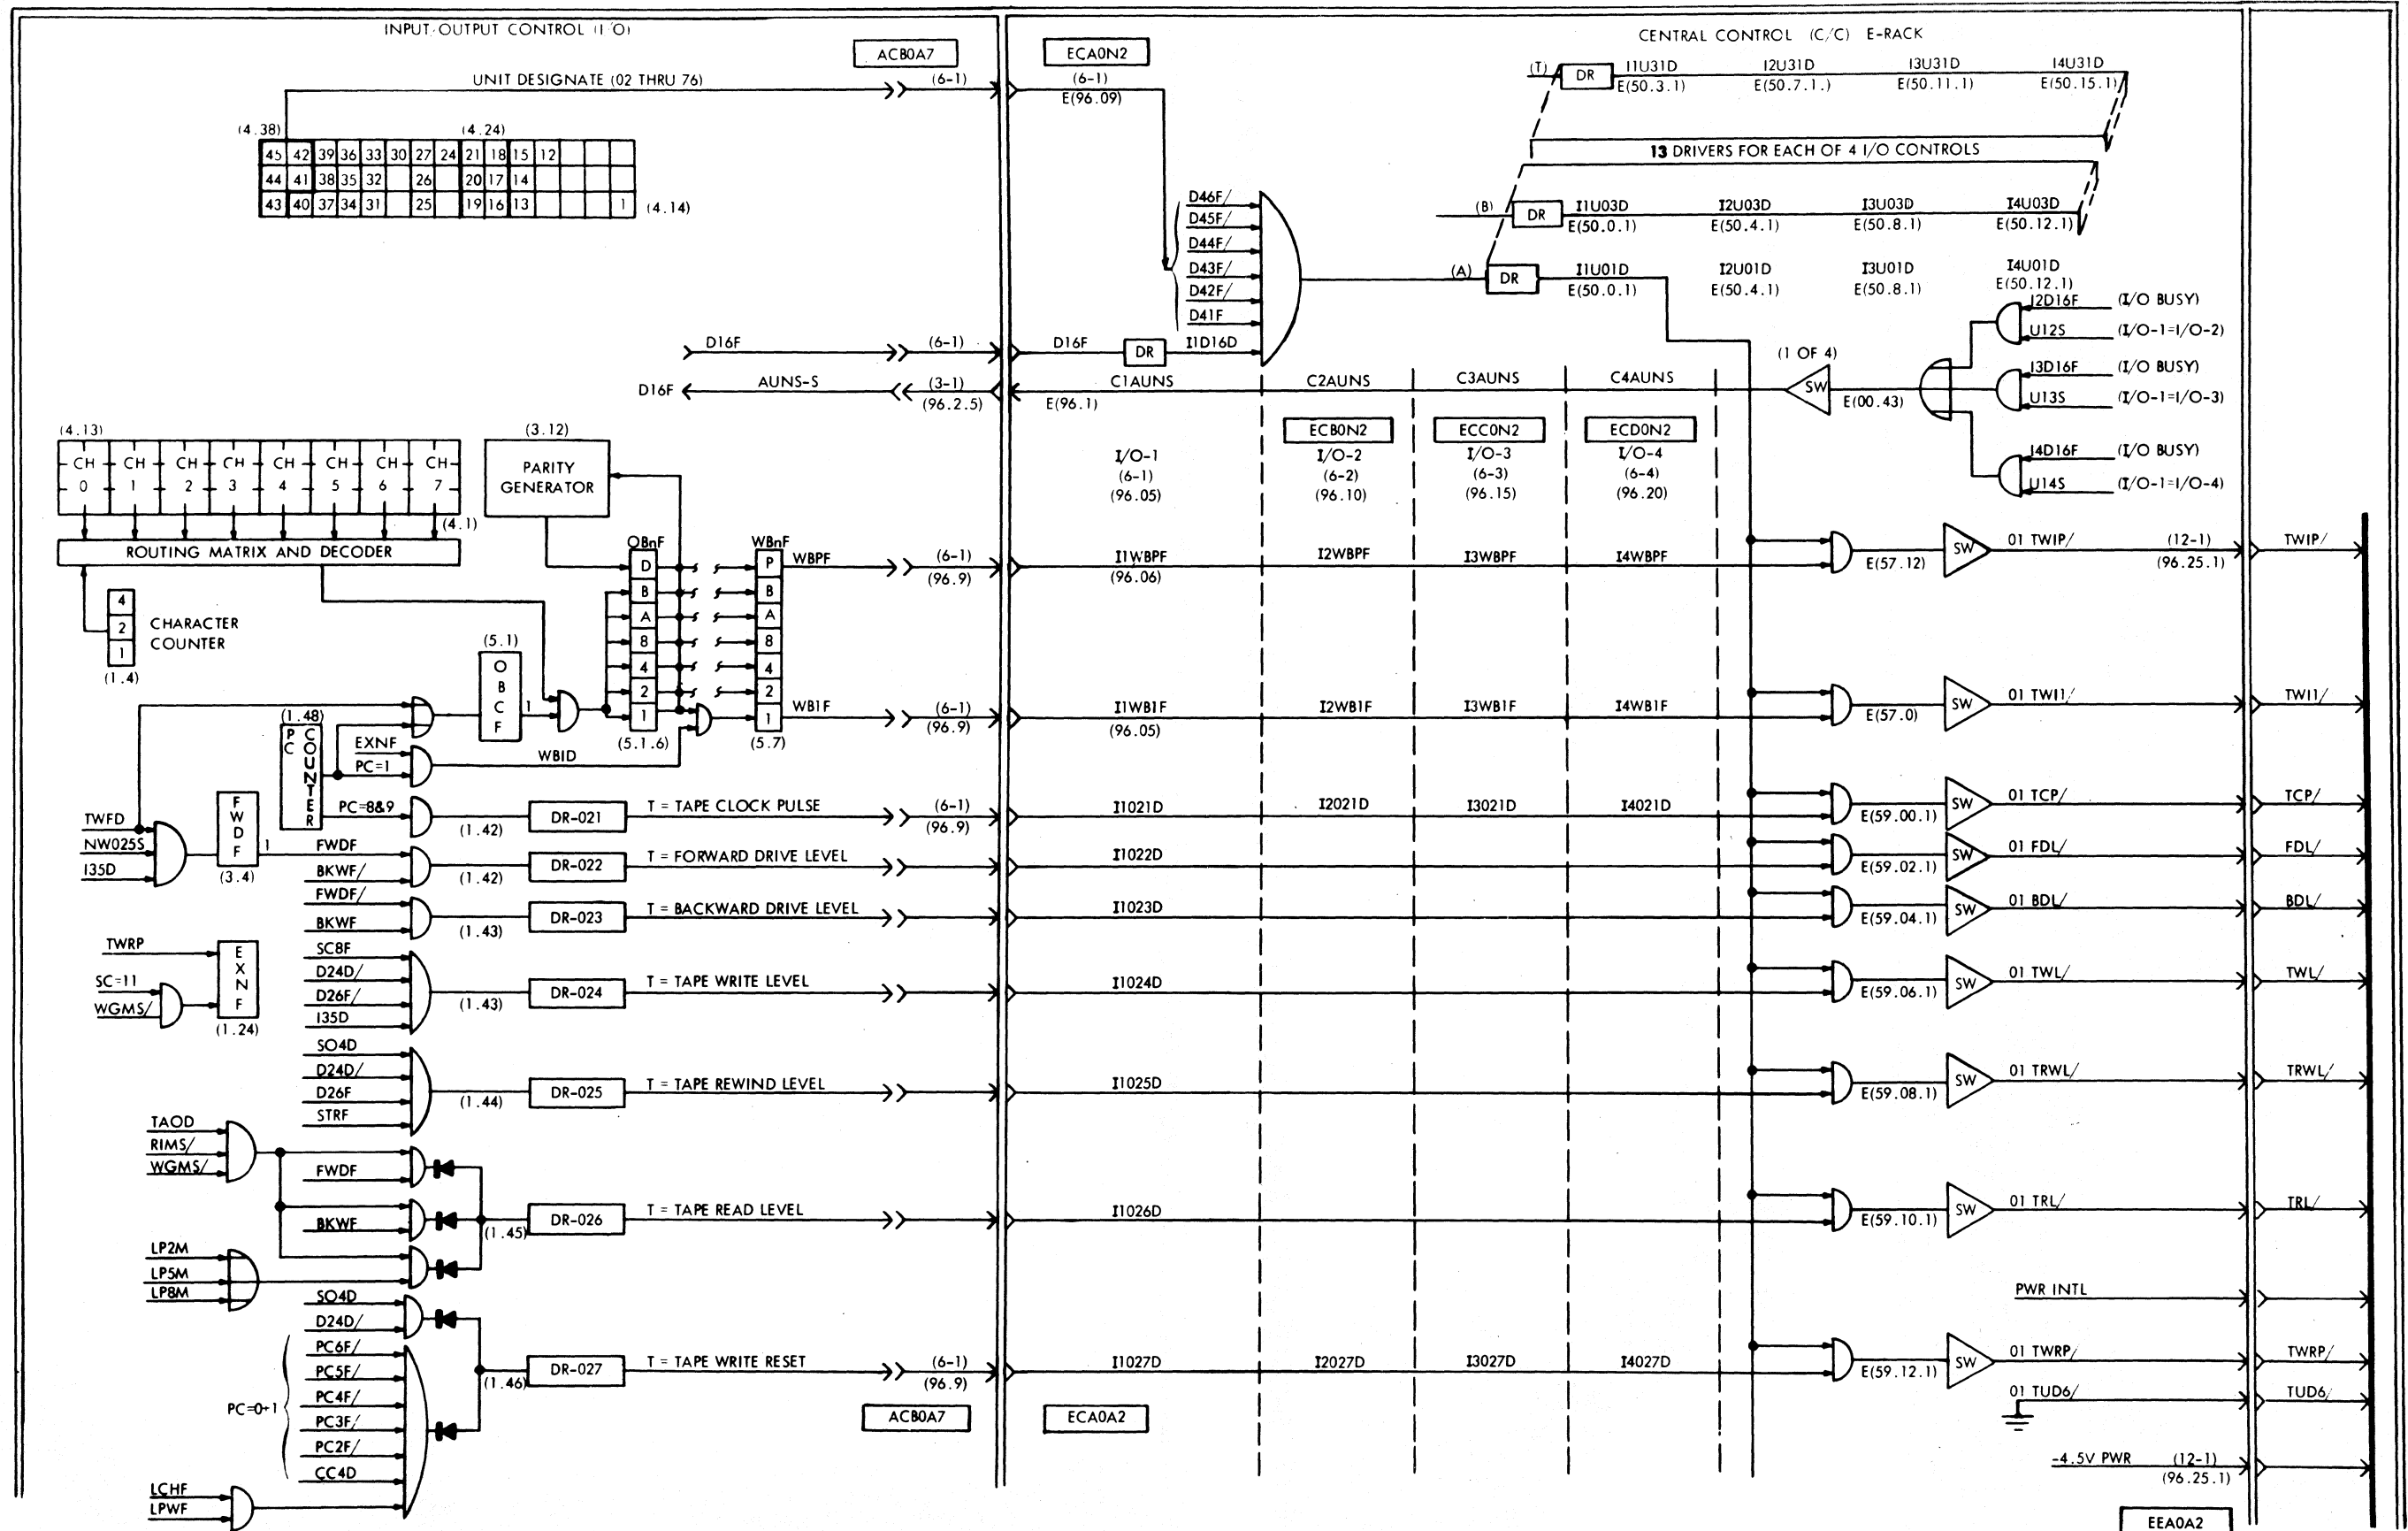 INPUT/OUTPUT CONTROL (I/O)
CENTRAL CONTROL (C/C) E-RACK
ACB0A7
ECA0N2
UNIT DESIGNATE (02 THRU 76)
(6-1)
(6-1)
E(96.09)
(T)
DR
I1U31D
I2U31D
I3U31D
I4U31D
E(50.3.1)
E(50.7.1.)
E(50.11.1)
E(50.15.1)
(4.38)
(4.24)
45 42 39 36 33 30 27 24 21 18 15 12
44 41 38 35 32 26 20 17 14
43 40 37 34 31 25 19 16 13 1
(4.14)
13 DRIVERS FOR EACH OF 4 I/O CONTROLS
D46F/
D45F/
D44F/
D43F/
D42F/
D41F
(B)
DR
I1U03D
I2U03D
I3U03D
I4U03D
E(50.0.1)
E(50.4.1)
E(50.8.1)
E(50.12.1)
(A)
DR
I1U01D
I2U01D
I3U01D
I4U01D
E(50.0.1)
E(50.4.1)
E(50.8.1)
E(50.12.1)
I2D16F (I/O BUSY)
U12S (I/O-1=I/O-2)
I3D16F (I/O BUSY)
U13S (I/O-1=I/O-3)
I4D16F (I/O BUSY)
U14S (I/O-1=I/O-4)
(1 OF 4)
SW
E(00.43)
D16F
(6-1)
D16F
DR
I1D16D
D16F
AUNS-S
(3-1)
(96.2.5)
E(96.1)
C1AUNS
C2AUNS
C3AUNS
C4AUNS
ECB0N2
ECC0N2
ECD0N2
I/O-1
(6-1)
(96.05)
I/O-2
(6-2)
(96.10)
I/O-3
(6-3)
(96.15)
I/O-4
(6-4)
(96.20)
(4.13)
CH 0
CH 1
CH 2
CH 3
CH 4
CH 5
CH 6
CH 7
(4.1)
ROUTING MATRIX AND DECODER
(3.12)
PARITY
GENERATOR
4
2
1
CHARACTER
COUNTER
(1.4)
OBnF
D
B
A
8
4
2
1
(5.1.6)
WBnF
P
B
A
8
4
2
1
(5.7)
WBPF
(6-1)
(96.9)
I1WBPF
(96.06)
I2WBPF
I3WBPF
I4WBPF
E(57.12)
SW
01 TWIP/
(12-1)
(96.25.1)
TWIP/
(5.1)
OBCF
1
WB1F
(6-1)
(96.9)
I1WB1F
(96.05)
I2WB1F
I3WB1F
I4WB1F
E(57.0)
SW
01 TWI1/
TWI1/
(1.48)
PC COUNTER
EXNF
PC=1
WBID
PC=8&9
(1.42)
DR-021
T = TAPE CLOCK PULSE
(6-1)
(96.9)
I1021D
I2021D
I3021D
I4021D
E(59.00.1)
SW
01 TCP/
TCP/
TWFD
NW025S
I35D
FWDF
(3.4)
1
FWDF
BKWF/
(1.42)
DR-022
T = FORWARD DRIVE LEVEL
I1022D
E(59.02.1)
SW
01 FDL/
FDL/
FWDF/
BKWF
(1.43)
DR-023
T = BACKWARD DRIVE LEVEL
I1023D
E(59.04.1)
SW
01 BDL/
BDL/
TWRP
SC=11
WGMS/
EXNF
(1.24)
SC8F
D24D/
D26F/
I35D
(1.43)
DR-024
T = TAPE WRITE LEVEL
I1024D
E(59.06.1)
SW
01 TWL/
TWL/
SO4D
D24D/
D26F
STRF
(1.44)
DR-025
T = TAPE REWIND LEVEL
I1025D
E(59.08.1)
SW
01 TRWL/
TRWL/
TAOD
RIMS/
WGMS/
FWDF
BKWF
(1.45)
DR-026
T = TAPE READ LEVEL
I1026D
E(59.10.1)
SW
01 TRL/
TRL/
LP2M
LP5M
LP8M
PWR INTL
SO4D
D24D/
PC=0+1
PC6F/
PC5F/
PC4F/
PC3F/
PC2F/
CC4D
LCHF
LPWF
(1.46)
DR-027
T = TAPE WRITE RESET
(6-1)
(96.9)
I1027D
I2027D
I3027D
I4027D
E(59.12.1)
SW
01 TWRP/
TWRP/
01 TUD6/
TUD6/
ACB0A7
ECA0A2
-4.5V PWR
(12-1)
(96.25.1)
EEA0A2